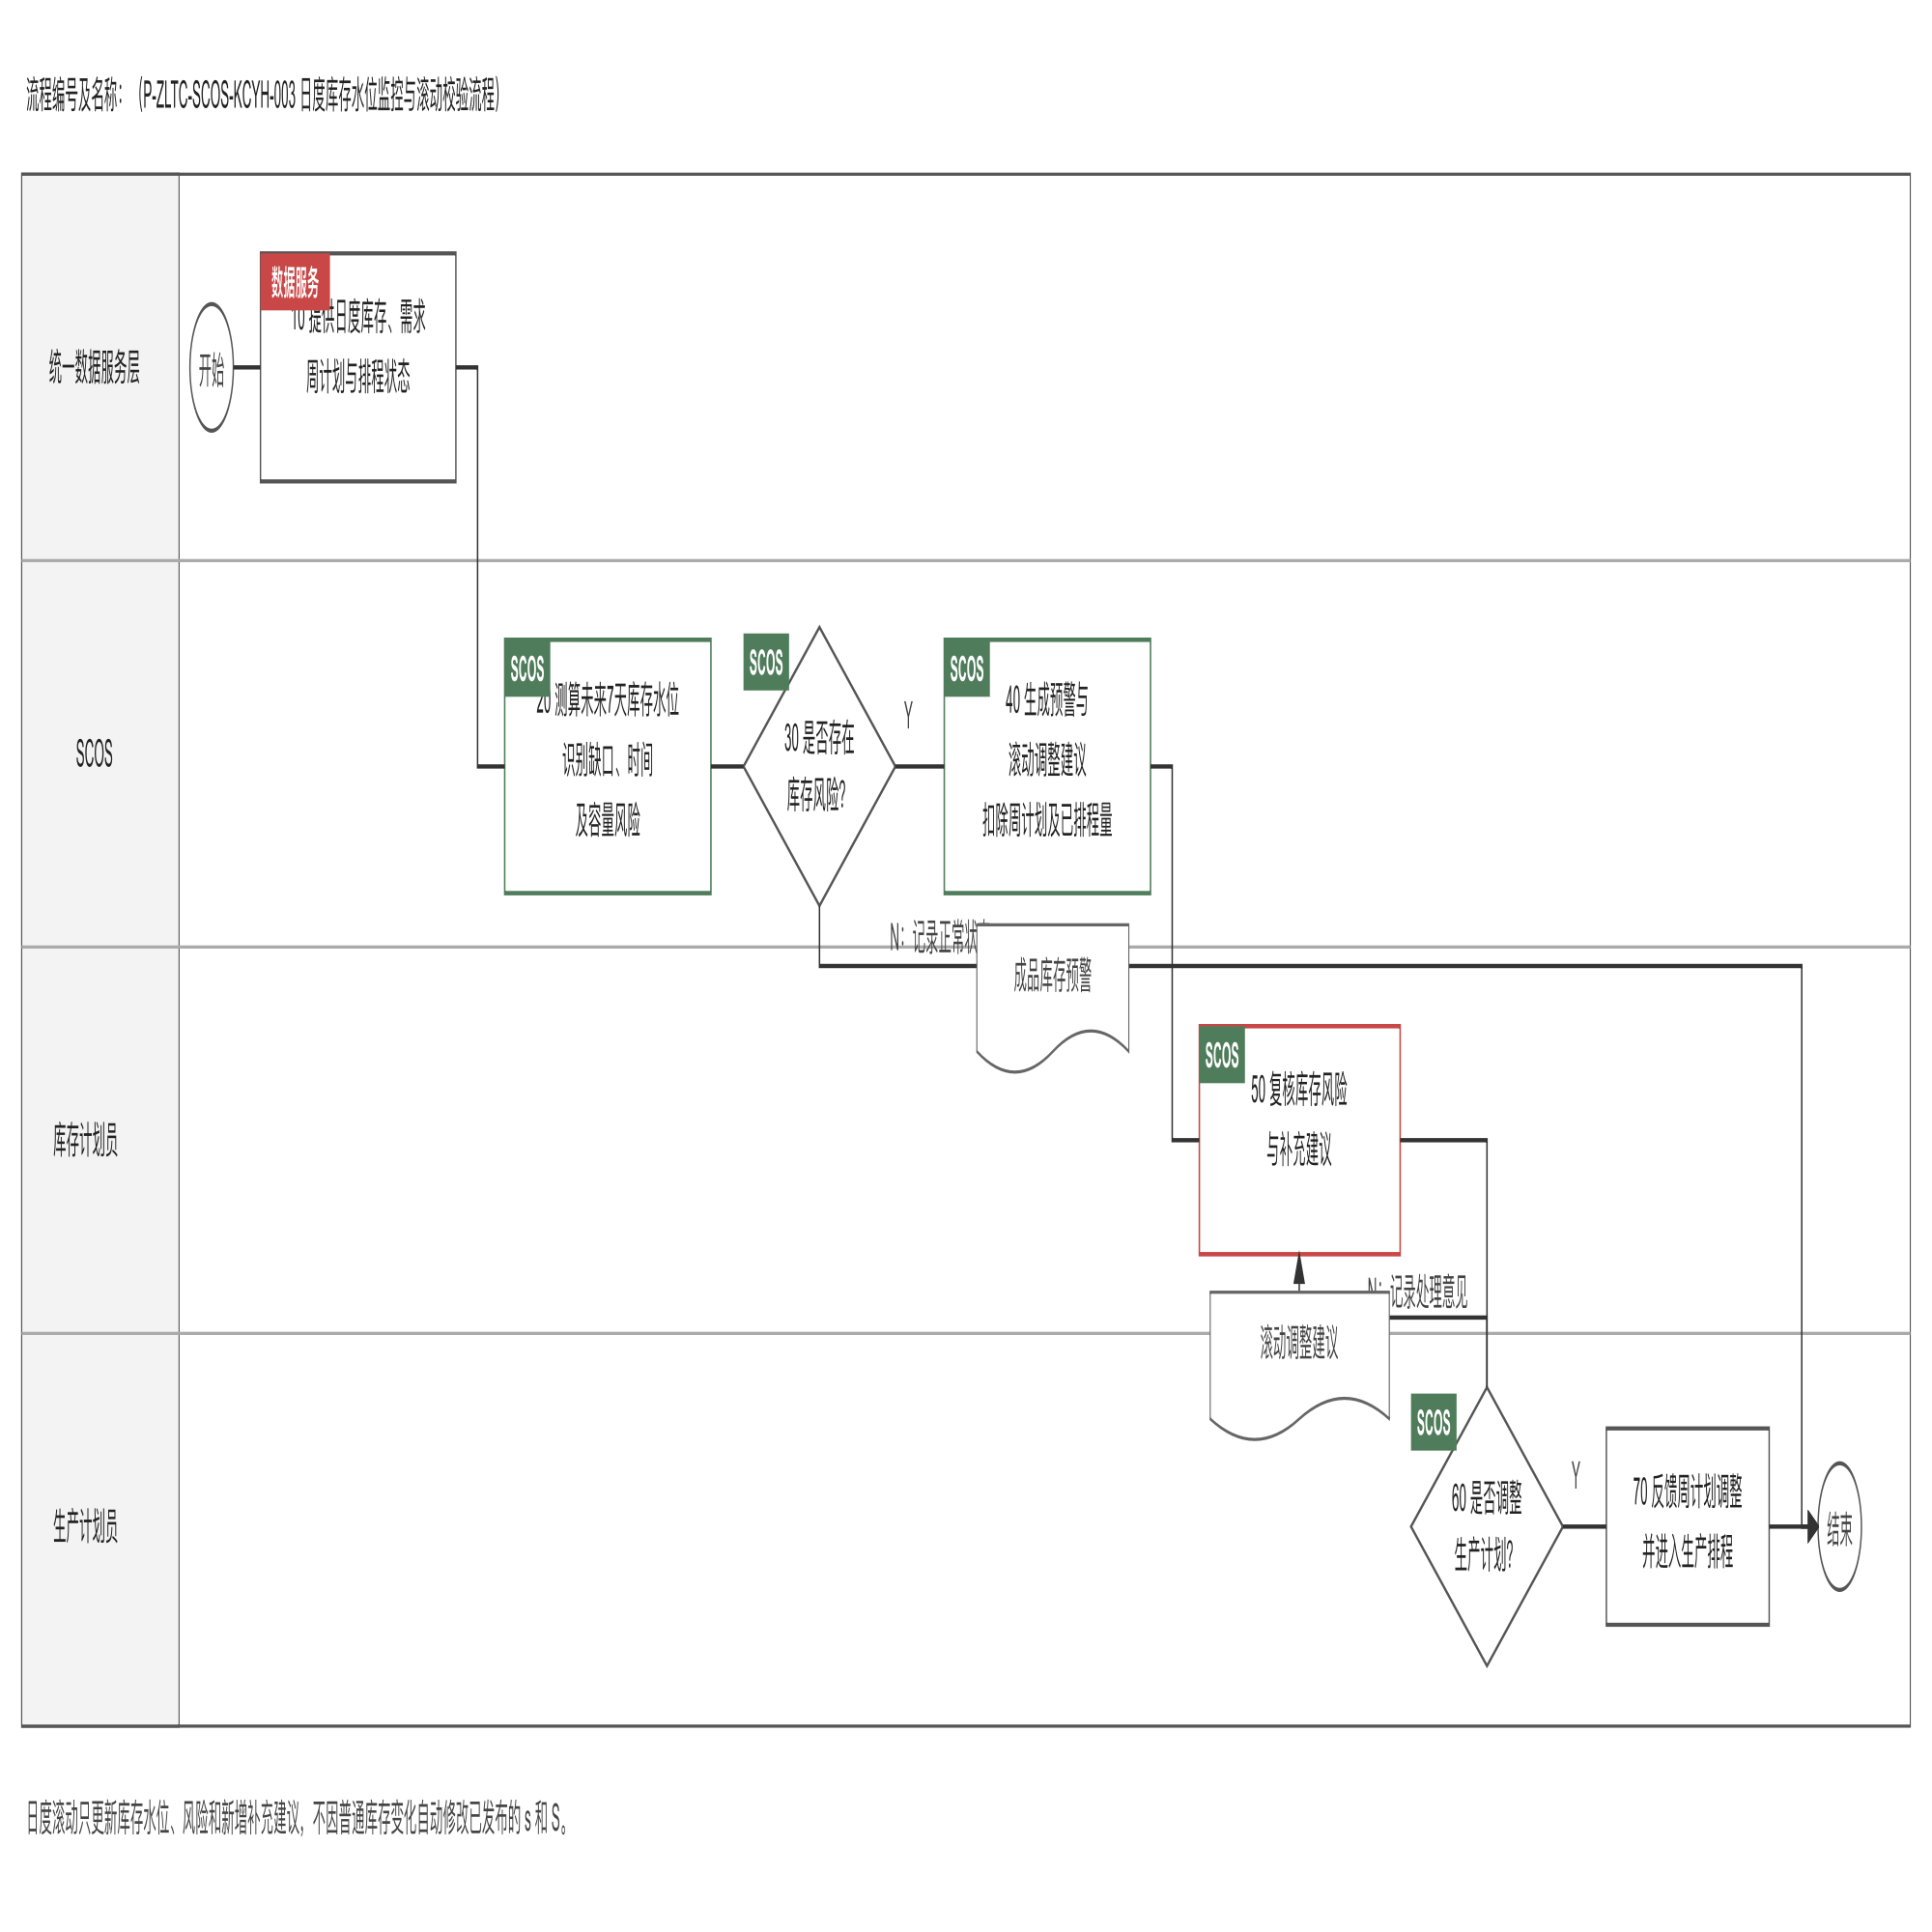 流程编号及名称：（P-ZLTC-SCOS-KCYH-003 日度库存水位监控与滚动校验流程）
统一数据服务层
开始
数据服务
10 提供日度库存、需求
周计划与排程状态
SCOS
SCOS
20 测算未来7天库存水位
识别缺口、时间
及容量风险
SCOS
30 是否存在
库存风险？
Y
SCOS
40 生成预警与
滚动调整建议
扣除周计划及已排程量
N：记录正常状
成品库存预警
库存计划员
SCOS
50 复核库存风险
与补充建议
N：记录处理意见
滚动调整建议
生产计划员
SCOS
60 是否调整
生产计划？
Y
70 反馈周计划调整
并进入生产排程
结束
日度滚动只更新库存水位、风险和新增补充建议，不因普通库存变化自动修改已发布的 s 和 S。